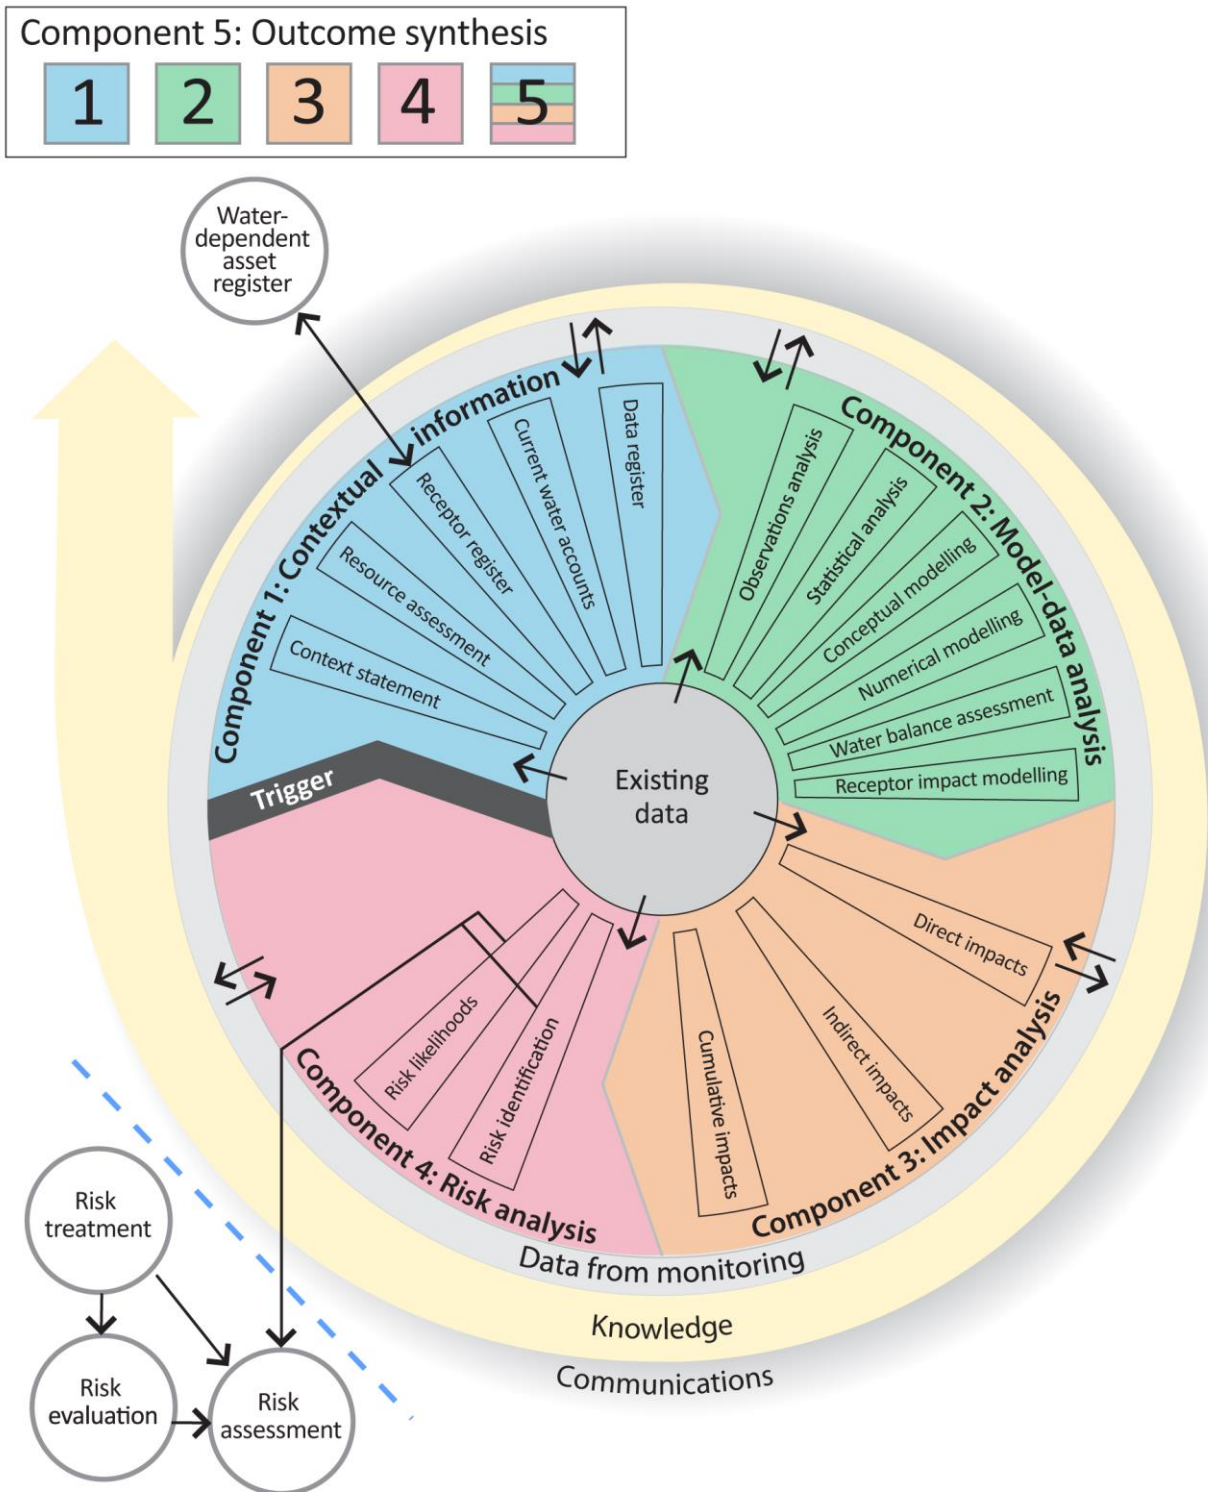 Component 5: Outcome synthesis
1 2 3 4 5
Water-
dependent
asset
register
Component 1: Contextual information
Context statement
Resource assessment
Receptor register
Current water accounts
Data register
Component 2: Model-data analysis
Observations analysis
Statistical analysis
Conceptual modelling
Numerical modelling
Water balance assessment
Receptor impact modelling
Existing
data
Trigger
Component 3: Impact analysis
Direct impacts
Indirect impacts
Cumulative impacts
Component 4: Risk analysis
Risk identification
Risk likelihoods
Data from monitoring
Knowledge
Communications
Risk
treatment
Risk
evaluation
Risk
assessment